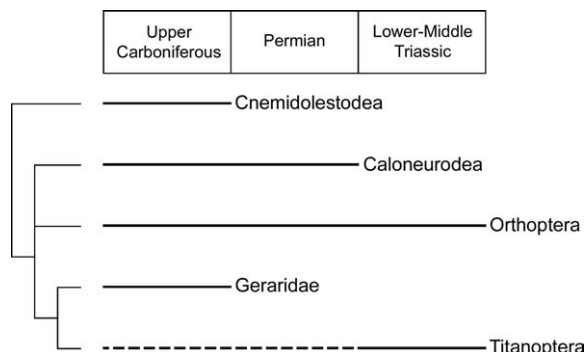 Upper
Carboniferous
Permian
Lower-Middle
Triassic
Cnemidolestodea
Caloneurodea
Orthoptera
Geraridae
Titanoptera